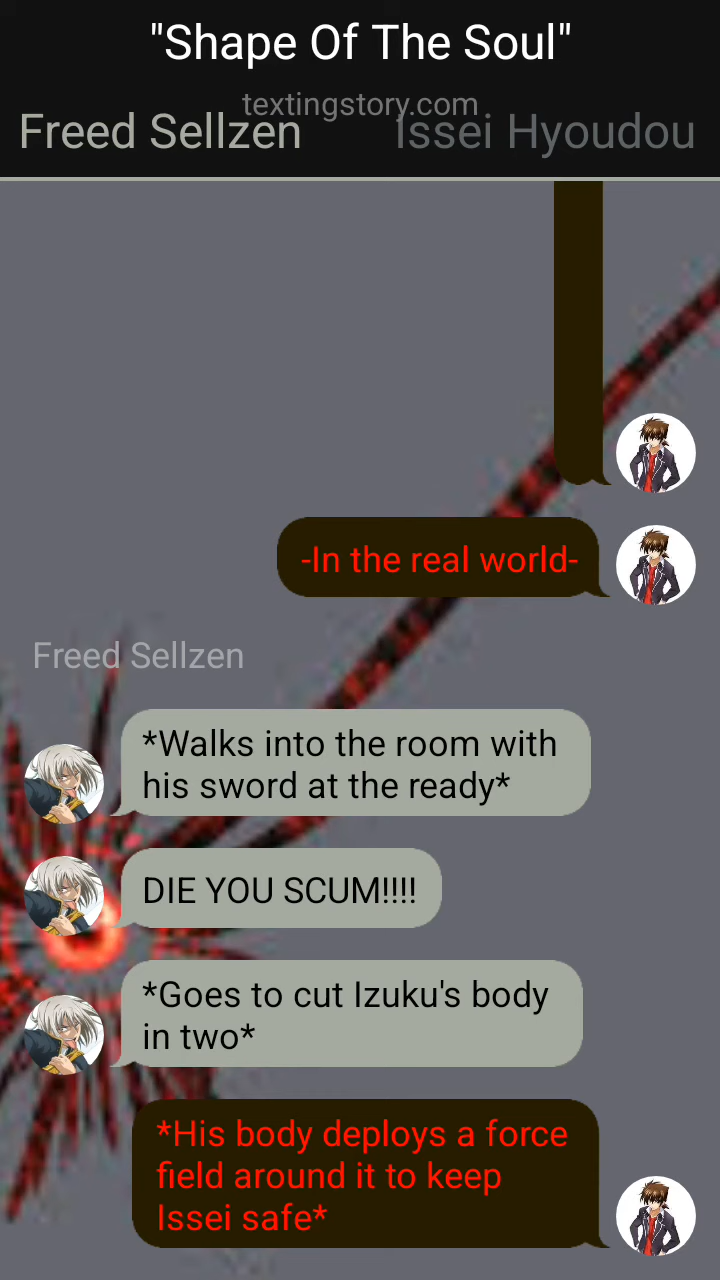 "Shape Of The Soul"
textingstory.com
Freed Sellzen
Issei Hyoudou
-In the real world-
Freed Sellzen
*Walks into the room with
his sword at the ready*
DIE YOU SCUM!!!!
*Goes to cut Izuku's body
in two*
*His body deploys a force
field around it to keep
Issei safe*